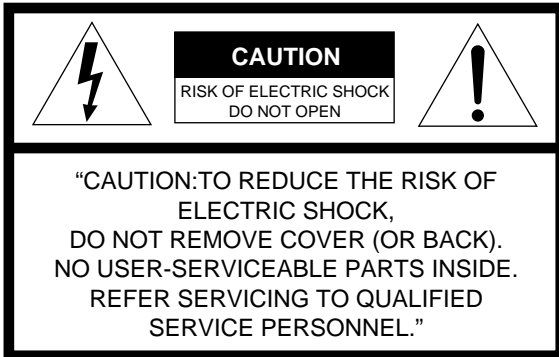 CAUTION
RISK OF ELECTRIC SHOCK
DO NOT OPEN
“CAUTION:TO REDUCE THE RISK OF
ELECTRIC SHOCK,
DO NOT REMOVE COVER (OR BACK).
NO USER-SERVICEABLE PARTS INSIDE.
REFER SERVICING TO QUALIFIED
SERVICE PERSONNEL.”